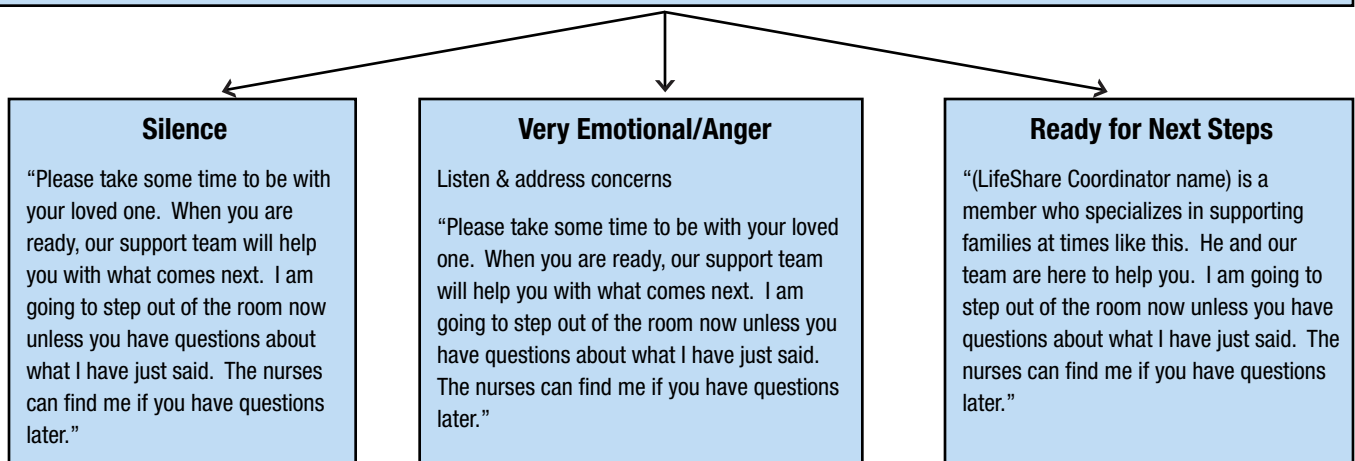 Silence
“Please take some time to be with
your loved one.  When you are
ready, our support team will help
you with what comes next.  I am
going to step out of the room now
unless you have questions about
what I have just said.  The nurses
can find me if you have questions
later.”
Very Emotional/Anger
Listen & address concerns
“Please take some time to be with your loved
one.  When you are ready, our support team
will help you with what comes next.  I am
going to step out of the room now unless you
have questions about what I have just said.
The nurses can find me if you have questions
later.”
Ready for Next Steps
“(LifeShare Coordinator name) is a
member who specializes in supporting
families at times like this.  He and our
team are here to help you.  I am going to
step out of the room now unless you have
questions about what I have just said.  The
nurses can find me if you have questions
later.”